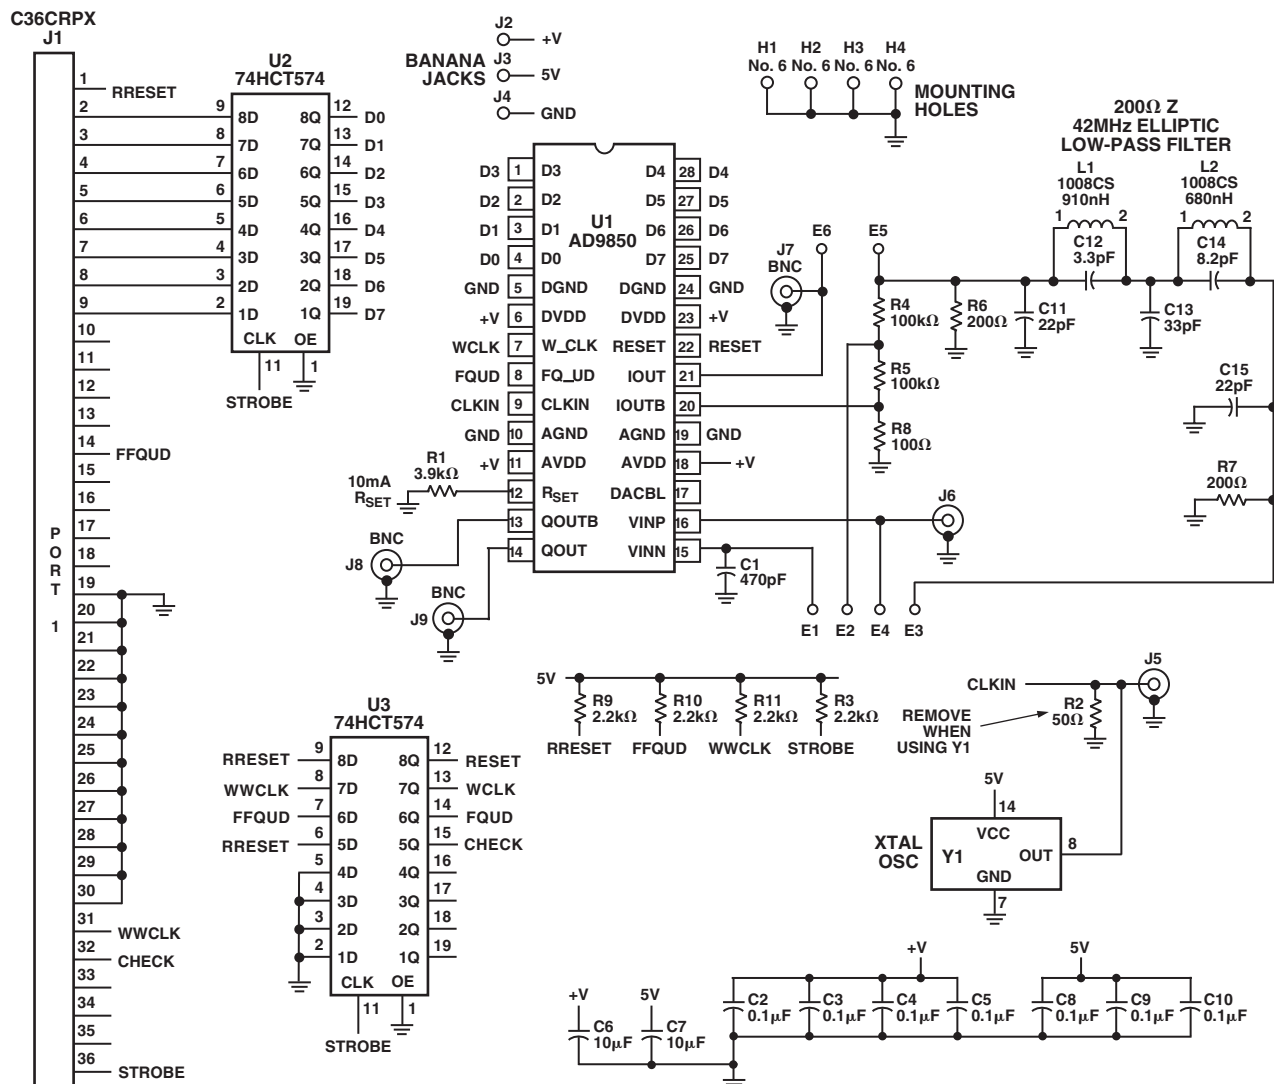 C36CRPX
J1
PORT 1
1
RRESET
2
3
4
5
6
7
8
9
10
11
12
13
14
FFQUD
15
16
17
18
19
20
21
22
23
24
25
26
27
28
29
30
31
WWCLK
32
CHECK
33
34
35
36
STROBE
U2
74HCT574
9 8D 8Q 12 D0
8 7D 7Q 13 D1
7 6D 6Q 14 D2
6 5D 5Q 15 D3
5 4D 4Q 16 D4
4 3D 3Q 17 D5
3 2D 2Q 18 D6
2 1D 1Q 19 D7
CLK OE
11 1
STROBE
J2
+V
BANANA
JACKS
J3
5V
J4
GND
H1 H2 H3 H4
No. 6 No. 6 No. 6 No. 6
MOUNTING
HOLES
U1
AD9850
D3 1 D3 D4 28 D4
D2 2 D2 D5 27 D5
D1 3 D1 D6 26 D6
D0 4 D0 D7 25 D7
GND 5 DGND DGND 24 GND
+V 6 DVDD DVDD 23 +V
WCLK 7 W_CLK RESET 22 RESET
FQUD 8 FQ_UD IOUT 21
CLKIN 9 CLKIN IOUTB 20
GND 10 AGND AGND 19 GND
+V 11 AVDD AVDD 18 +V
12 RSET DACBL 17
13 QOUTB VINP 16
14 QOUT VINN 15
R1
3.9kΩ
10mA
RSET
BNC
J8
BNC
J9
E6
J7
BNC
E5
R4
100kΩ
R5
100kΩ
R8
100Ω
R6
200Ω
C11
22pF
200Ω Z
42MHz ELLIPTIC
LOW-PASS FILTER
L1
1008CS
910nH
1 2
C12
3.3pF
L2
1008CS
680nH
1 2
C14
8.2pF
C13
33pF
C15
22pF
R7
200Ω
J6
C1
470pF
E1 E2 E4 E3
U3
74HCT574
RRESET 9 8D 8Q 12 RESET
WWCLK 8 7D 7Q 13 WCLK
FFQUD 7 6D 6Q 14 FQUD
RRESET 6 5D 5Q 15 CHECK
5 4D 4Q 16
4 3D 3Q 17
3 2D 2Q 18
2 1D 1Q 19
CLK OE
11 1
STROBE
5V
R9
2.2kΩ
R10
2.2kΩ
R11
2.2kΩ
R3
2.2kΩ
RRESET FFQUD WWCLK STROBE
J5
CLKIN
R2
50Ω
REMOVE
WHEN
USING Y1
5V
14
XTAL
OSC
Y1
VCC
OUT
8
GND
7
+V
C6
10μF
5V
C7
10μF
+V
C2
0.1μF
C3
0.1μF
C4
0.1μF
C5
0.1μF
5V
C8
0.1μF
C9
0.1μF
C10
0.1μF